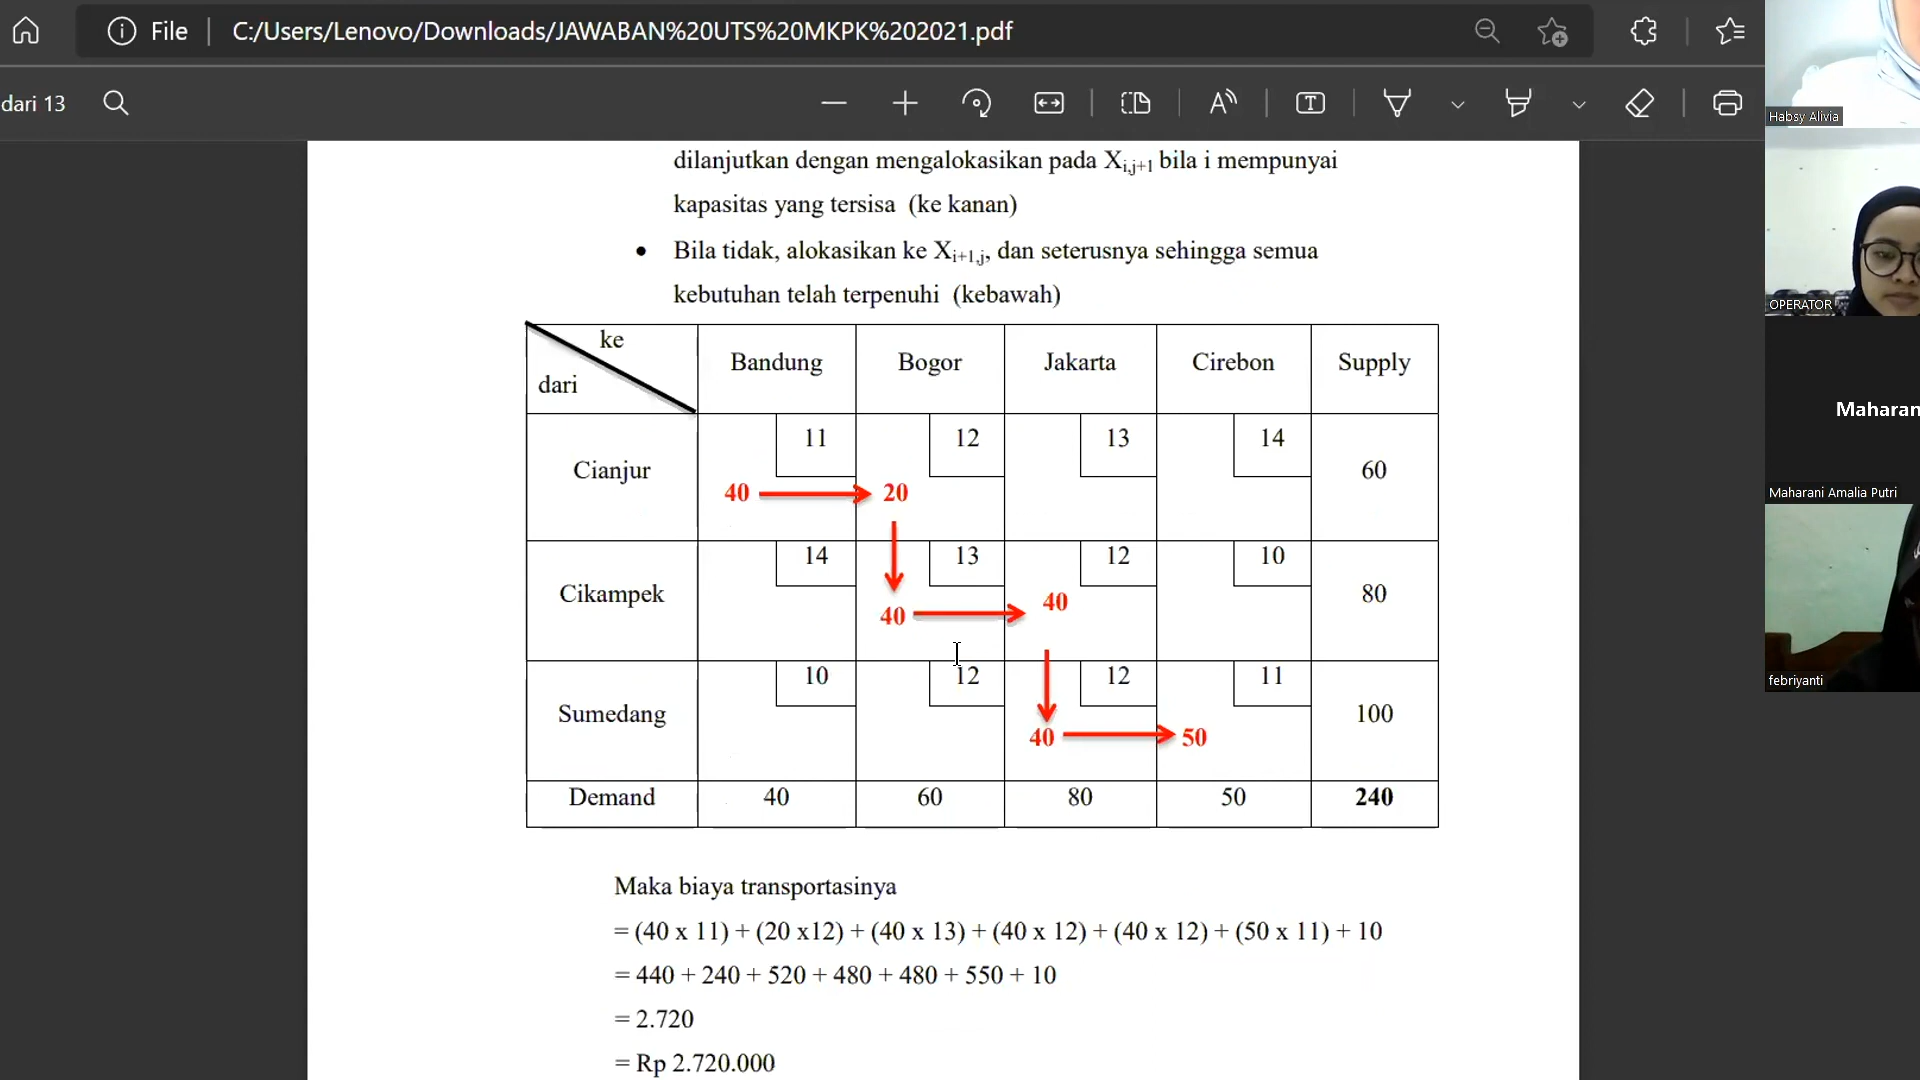 File C:/Users/Lenovo/Downloads/JAWABAN%20UTS%20MKPK%202021.pdf
dari 13
dilanjutkan dengan mengalokasikan pada Xi,j+1 bila i mempunyai
kapasitas yang tersisa (ke kanan)
• Bila tidak, alokasikan ke Xi+1,j, dan seterusnya sehingga semua
kebutuhan telah terpenuhi (kebawah)
ke
dari
Bandung Bogor Jakarta Cirebon Supply
11 12 13 14
Cianjur 60
40 20
14 13 12 10
Cikampek 80
40 40
10 12 12 11
Sumedang 100
40 50
Demand 40 60 80 50 240
Maka biaya transportasinya
= (40 x 11) + (20 x12) + (40 x 13) + (40 x 12) + (40 x 12) + (50 x 11) + 10
= 440 + 240 + 520 + 480 + 480 + 550 + 10
= 2.720
= Rp 2.720.000
Habsy Alivia
OPERATOR
Maharan
Maharani Amalia Putri
febriyanti